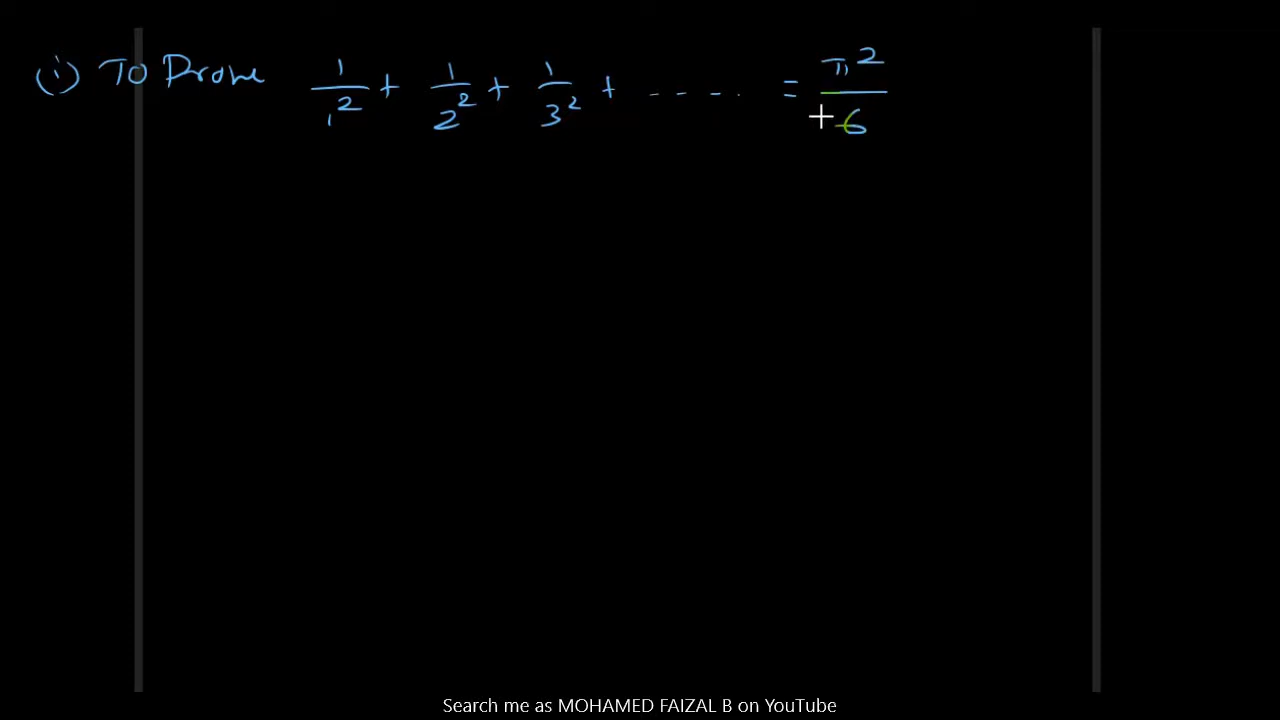 (i) To Prove 1/1² + 1/2² + 1/3² + ----. = π²/6
Search me as MOHAMED FAIZAL B on YouTube